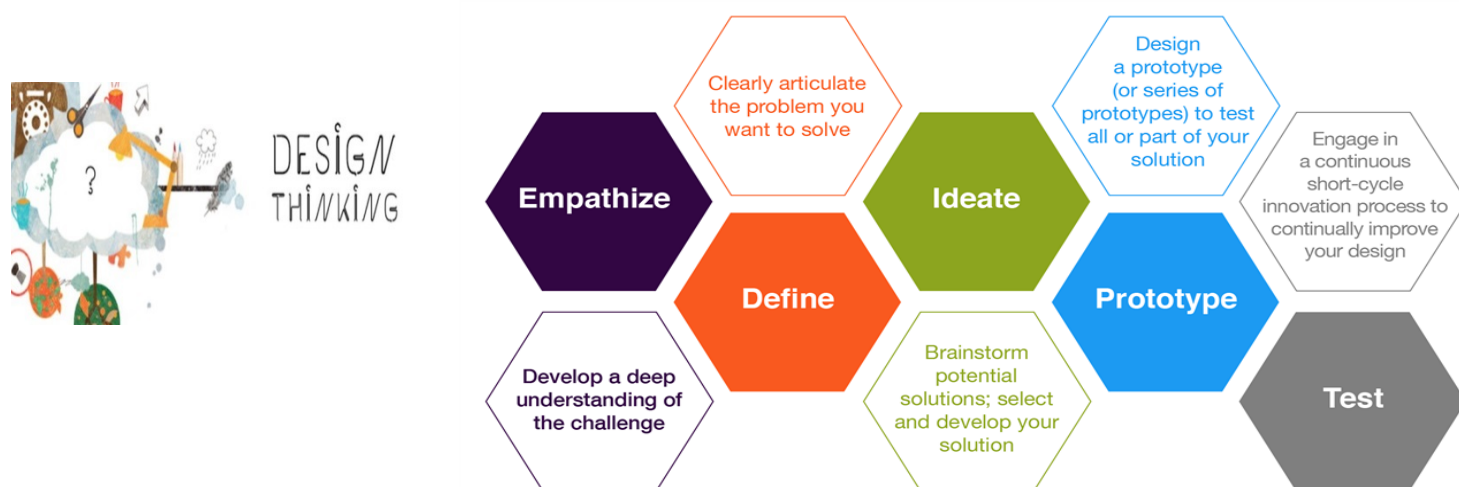 ?
DESIGN
THINKING
Empathize
Develop a deep
understanding of
the challenge
Clearly articulate
the problem you
want to solve
Define
Ideate
Brainstorm
potential
solutions; select
and develop your
solution
Design
a prototype
(or series of
prototypes) to test
all or part of your
solution
Prototype
Engage in
a continuous
short-cycle
innovation process to
continually improve
your design
Test